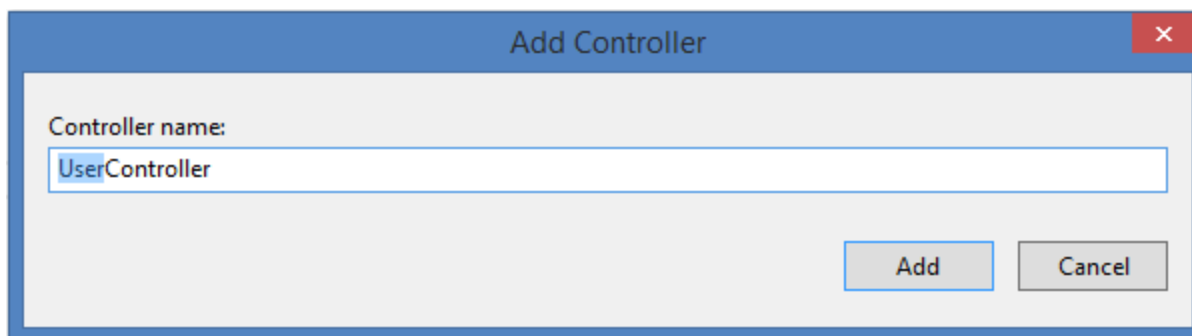 Add Controller
Controller name:
UserController
Add Cancel